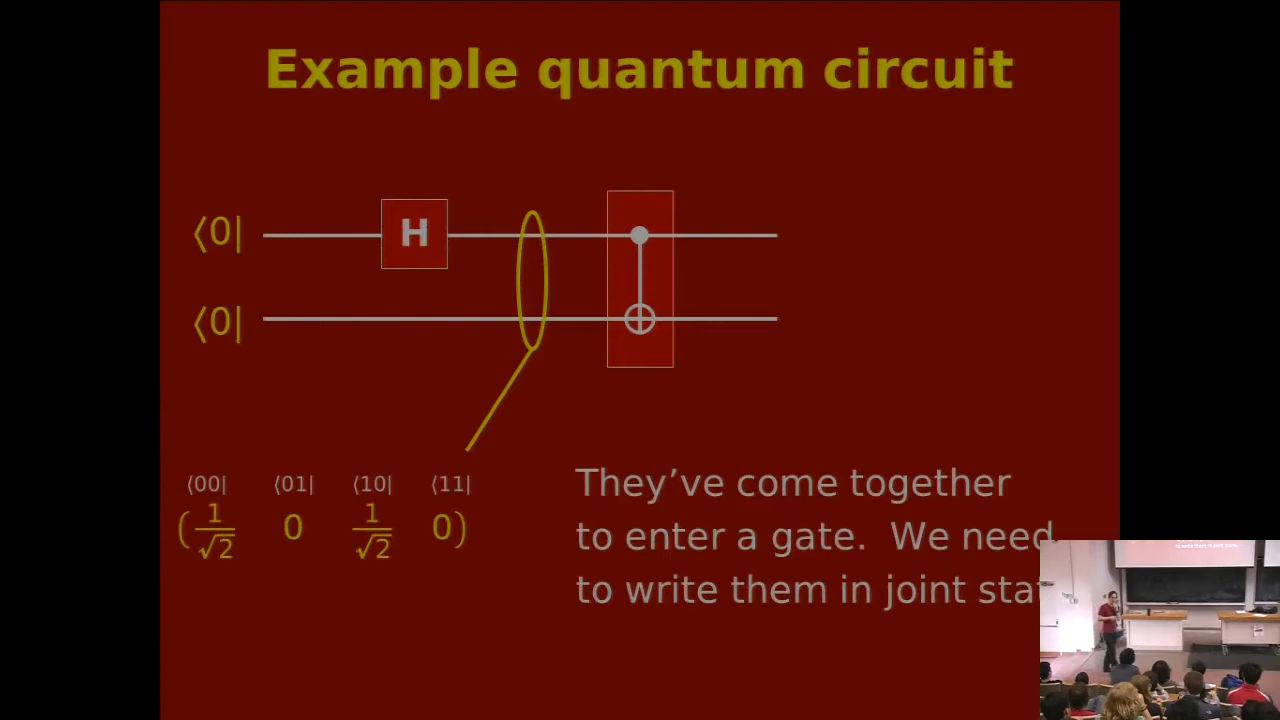 Example quantum circuit
⟨0|
H
⟨0|
⟨00| ⟨01| ⟨10| ⟨11|
(1/√2 0 1/√2 0)
They've come together
to enter a gate. We need
to write them in joint